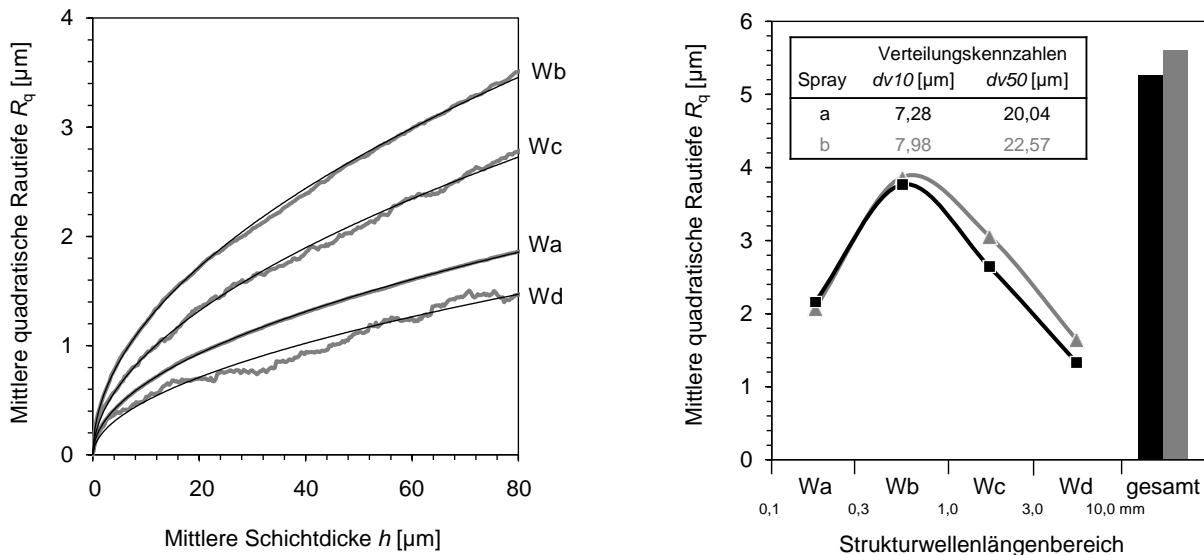 Mittlere quadratische Rautiefe Rq [µm]
4
3
2
1
0
Wb
Wc
Wa
Wd
0 20 40 60 80
Mittlere Schichtdicke h [µm]
Mittlere quadratische Rautiefe Rq [µm]
6
5
4
3
2
1
0
Verteilungskennzahlen
Spray dv10 [µm] dv50 [µm]
a 7,28 20,04
b 7,98 22,57
Wa Wb Wc Wd gesamt
0,1 0,3 1,0 3,0 10,0 mm
Strukturwellenlängenbereich